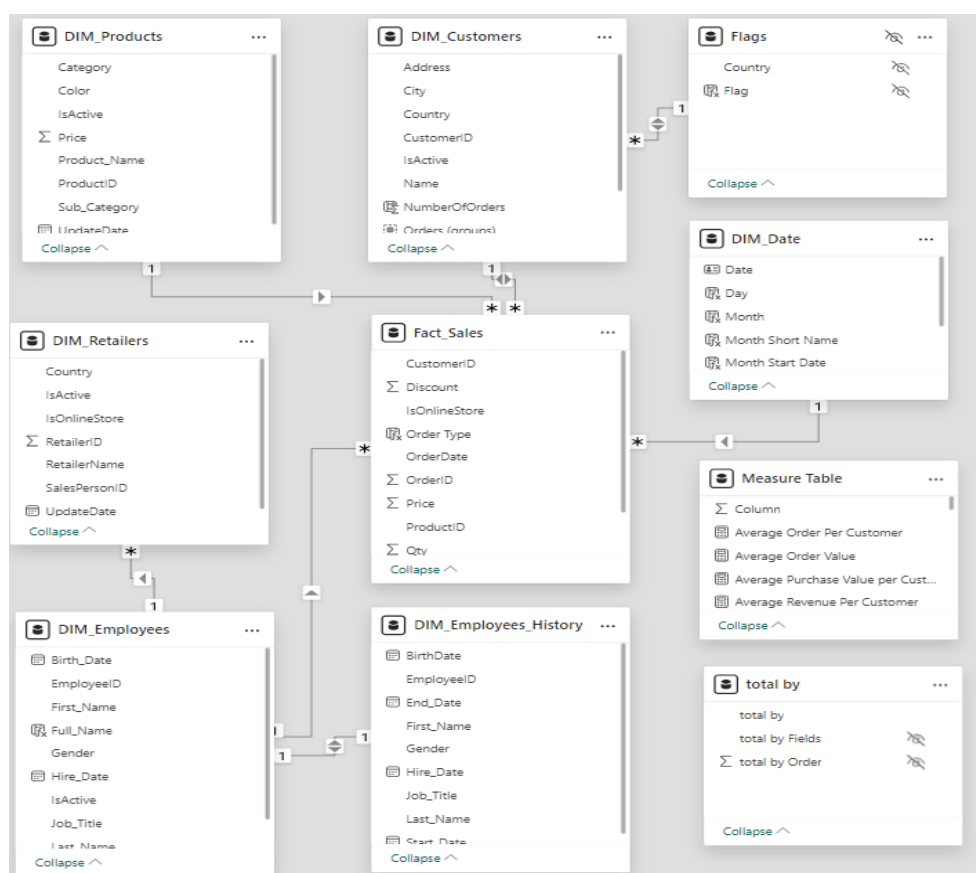 DIM_Products
Category
Color
IsActive
Price
Product_Name
ProductID
Sub_Category
UpdateDate
Collapse
DIM_Customers
Address
City
Country
CustomerID
IsActive
Name
NumberOfOrders
Orders (groups)
Collapse
Flags
Country
Flag
Collapse
1
*
DIM_Date
Date
Day
Month
Month Short Name
Month Start Date
Collapse
1
1
* *
DIM_Retailers
Country
IsActive
IsOnlineStore
RetailerID
RetailerName
SalesPersonID
UpdateDate
Collapse
Fact_Sales
CustomerID
Discount
IsOnlineStore
Order Type
OrderDate
OrderID
Price
ProductID
Qty
Collapse
1
*
*
Measure Table
Column
Average Order Per Customer
Average Order Value
Average Purchase Value per Cust...
Average Revenue Per Customer
Collapse
*
1
DIM_Employees
Birth_Date
EmployeeID
First_Name
Full_Name
Gender
Hire_Date
IsActive
Job_Title
Last_Name
Collapse
1
1
1
DIM_Employees_History
BirthDate
EmployeeID
End_Date
First_Name
Gender
Hire_Date
Job_Title
Last_Name
Start_Date
Collapse
total by
total by
total by Fields
total by Order
Collapse